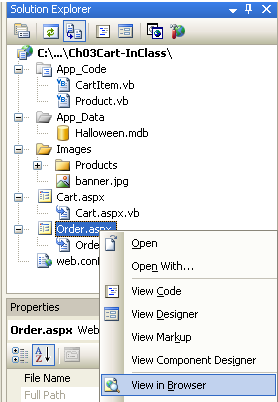 Solution Explorer
C:\...\Ch03Cart-InClass\
App_Code
CartItem.vb
Product.vb
App_Data
Halloween.mdb
Images
Products
banner.jpg
Cart.aspx
Cart.aspx.vb
Order.aspx
Orde
web.con
Open
Open With...
View Code
View Designer
View Markup
View Component Designer
View in Browser
Properties
Order.aspx Web
File Name
Full Path